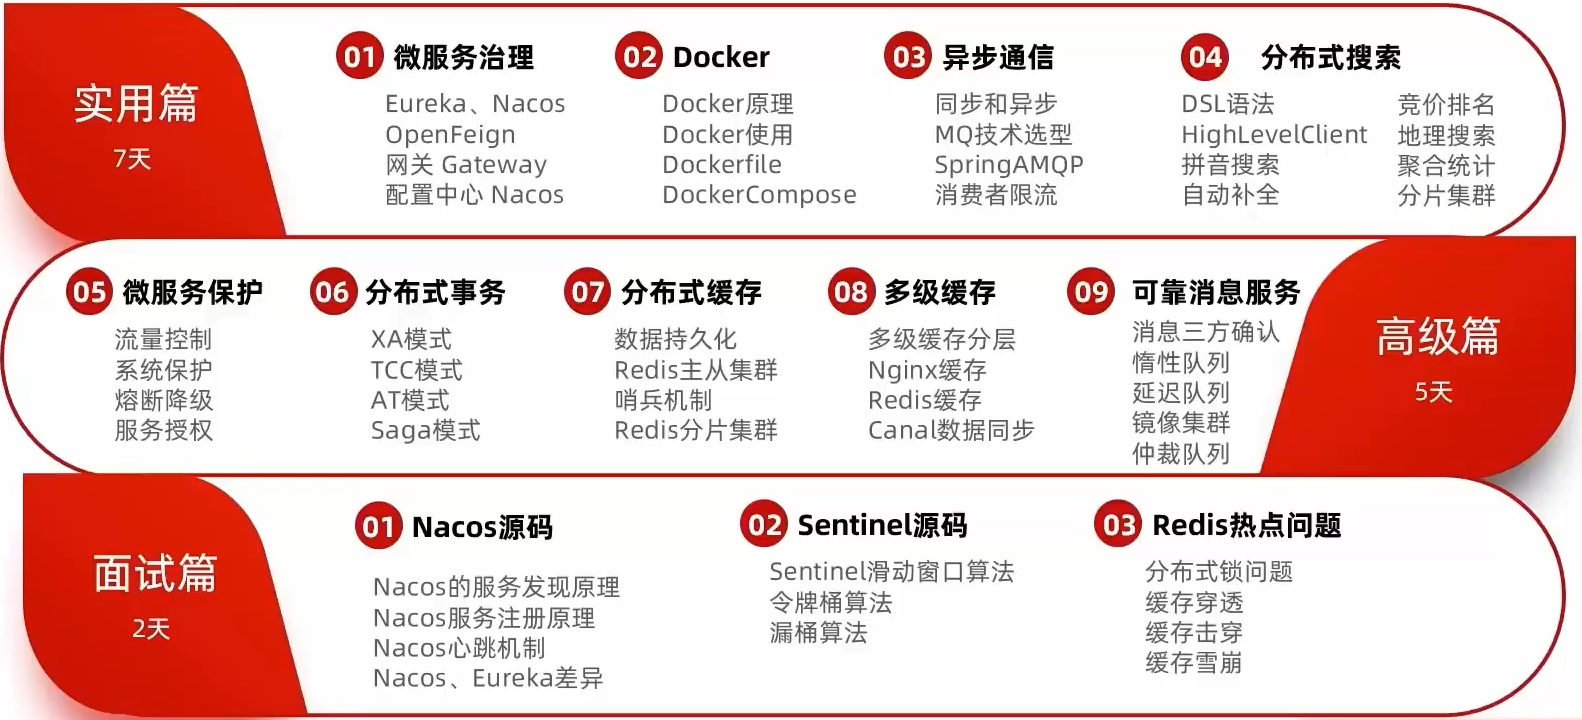 实用篇
7天
01 微服务治理
Eureka、Nacos
OpenFeign
网关 Gateway
配置中心 Nacos
02 Docker
Docker原理
Docker使用
Dockerfile
DockerCompose
03 异步通信
同步和异步
MQ技术选型
SpringAMQP
消费者限流
04 分布式搜索
DSL语法
HighLevelClient
拼音搜索
自动补全
竞价排名
地理搜索
聚合统计
分片集群
05 微服务保护
流量控制
系统保护
熔断降级
服务授权
06 分布式事务
XA模式
TCC模式
AT模式
Saga模式
07 分布式缓存
数据持久化
Redis主从集群
哨兵机制
Redis分片集群
08 多级缓存
多级缓存分层
Nginx缓存
Redis缓存
Canal数据同步
09 可靠消息服务
消息三方确认
惰性队列
延迟队列
镜像集群
仲裁队列
高级篇
5天
面试篇
2天
01 Nacos源码
Nacos的服务发现原理
Nacos服务注册原理
Nacos心跳机制
Nacos、Eureka差异
02 Sentinel源码
Sentinel滑动窗口算法
令牌桶算法
漏桶算法
03 Redis热点问题
分布式锁问题
缓存穿透
缓存击穿
缓存雪崩